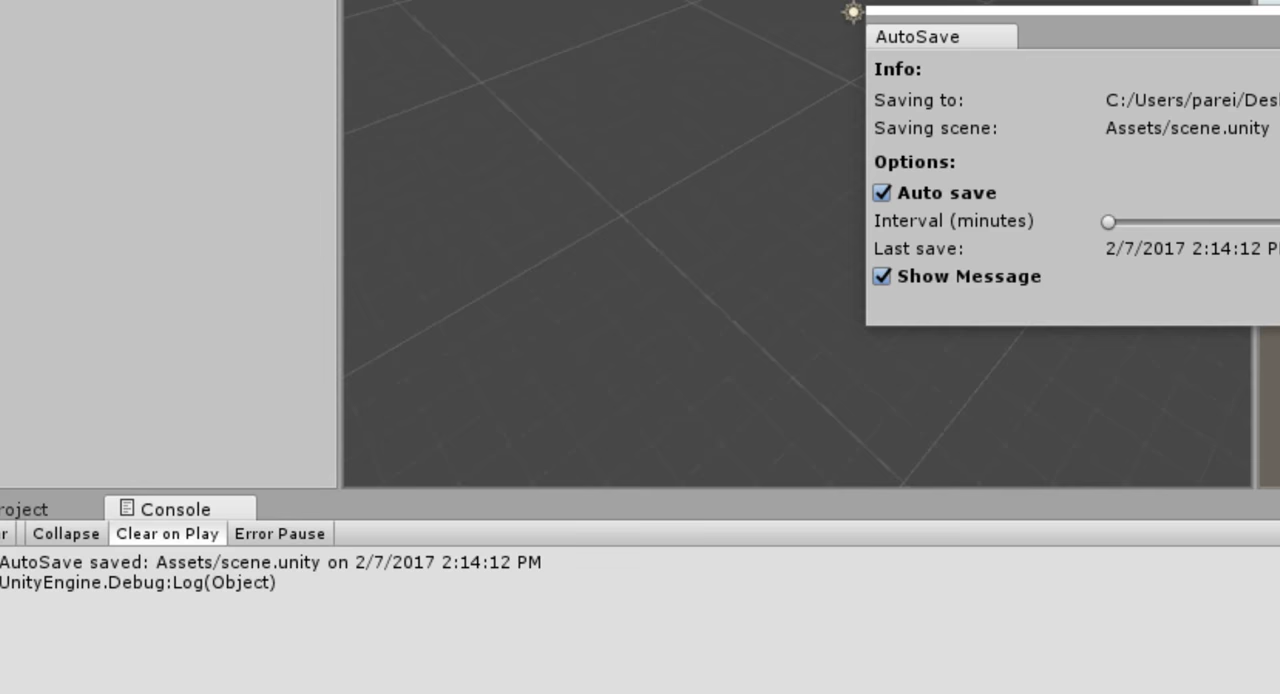 AutoSave
Info:
Saving to: C:/Users/parei/Des
Saving scene: Assets/scene.unity
Options:
Auto save
Interval (minutes)
Last save: 2/7/2017 2:14:12 P
Show Message
roject Console
r Collapse Clear on Play Error Pause
AutoSave saved: Assets/scene.unity on 2/7/2017 2:14:12 PM
UnityEngine.Debug:Log(Object)